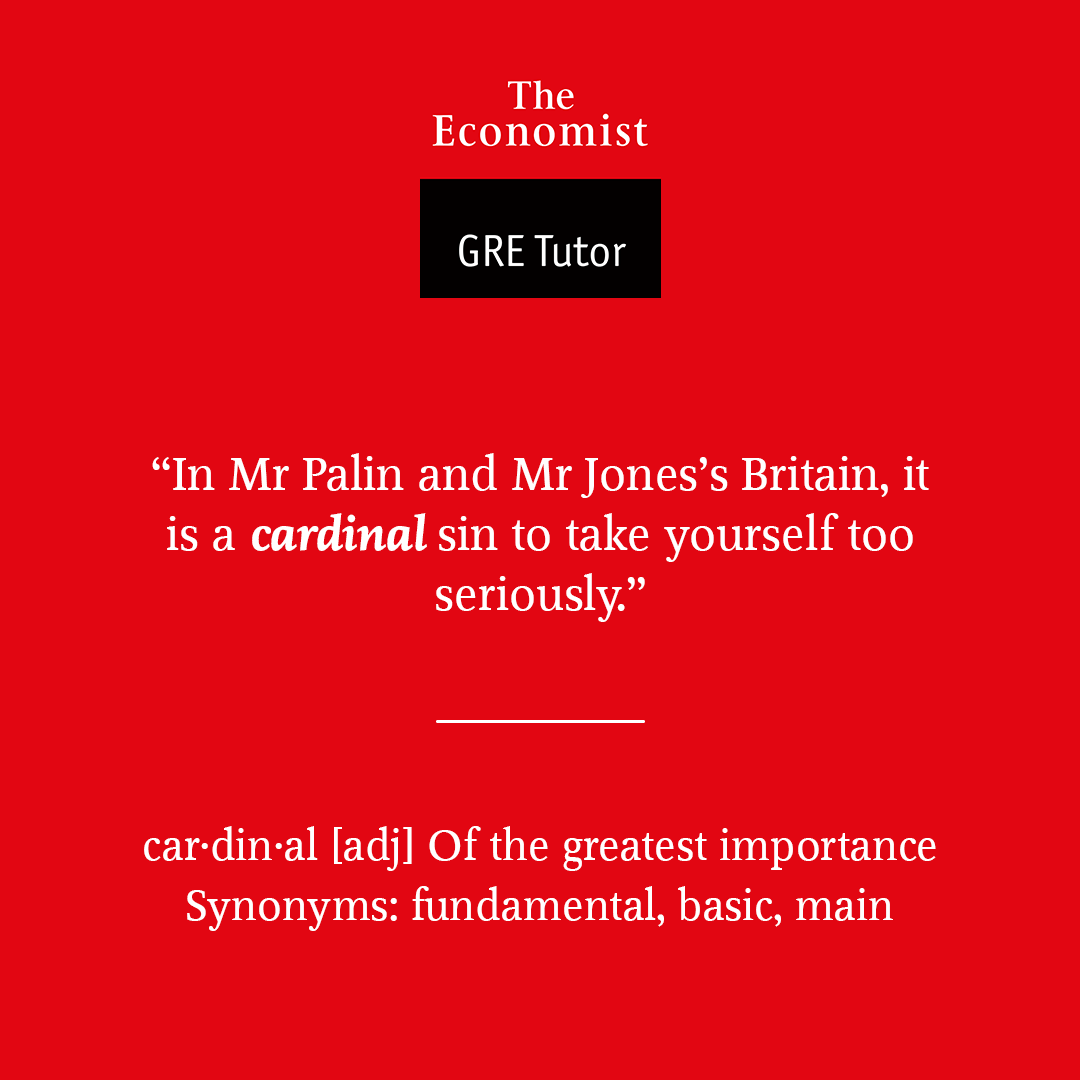 The
Economist
GRE Tutor
“In Mr Palin and Mr Jones’s Britain, it
is a cardinal sin to take yourself too
seriously.”
car·din·al [adj] Of the greatest importance
Synonyms: fundamental, basic, main